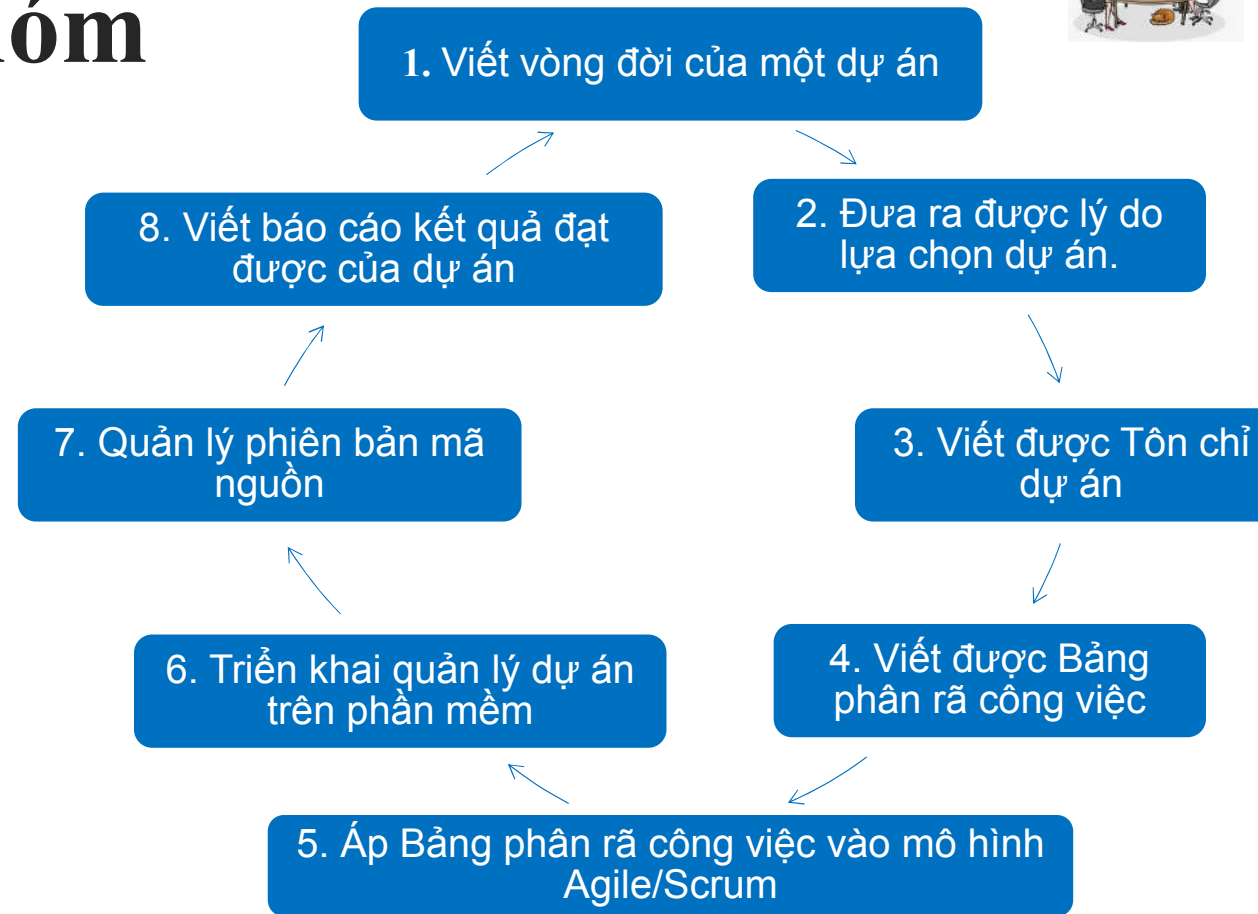 1. Viết vòng đời của một dự án
8. Viết báo cáo kết quả đạt
được của dự án
2. Đưa ra được lý do
lựa chọn dự án.
7. Quản lý phiên bản mã
nguồn
3. Viết được Tôn chỉ
dự án
6. Triển khai quản lý dự án
trên phần mềm
4. Viết được Bảng
phân rã công việc
5. Áp Bảng phân rã công việc vào mô hình
Agile/Scrum